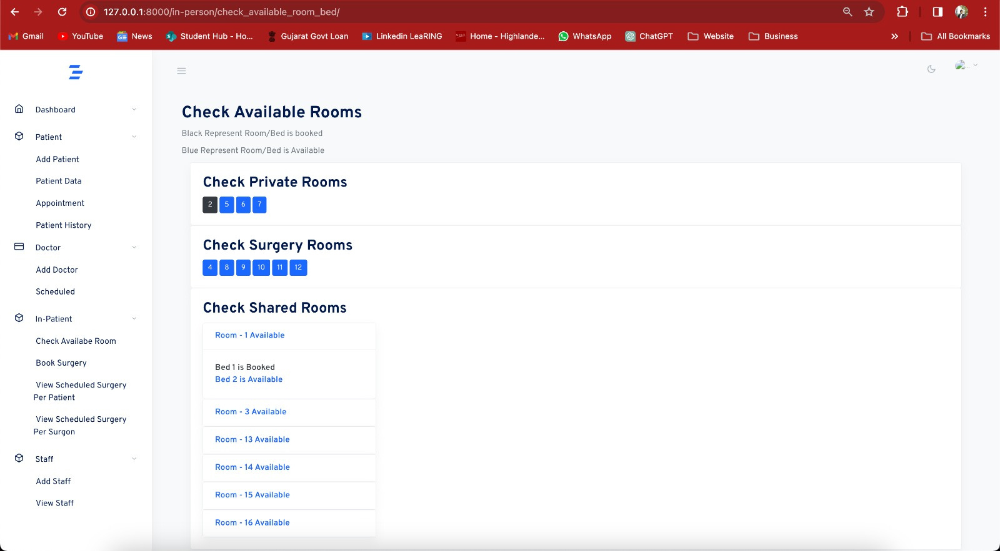 127.0.0.1:8000/in-person/check_available_room_bed/
Gmail
YouTube
News
Student Hub - Ho...
Gujarat Govt Loan
Linkedin LeaRING
Home - Highlande...
WhatsApp
ChatGPT
Website
Business
All Bookmarks
Dashboard
Patient
Add Patient
Patient Data
Appointment
Patient History
Doctor
Add Doctor
Scheduled
In-Patient
Check Availabe Room
Book Surgery
View Scheduled Surgery
Per Patient
View Scheduled Surgery
Per Surgon
Staff
Add Staff
View Staff
Check Available Rooms
Black Represent Room/Bed is booked
Blue Represent Room/Bed is Available
Check Private Rooms
2 5 6 7
Check Surgery Rooms
4 8 9 10 11 12
Check Shared Rooms
Room - 1 Available
Bed 1 is Booked
Bed 2 is Available
Room - 3 Available
Room - 13 Available
Room - 14 Available
Room - 15 Available
Room - 16 Available